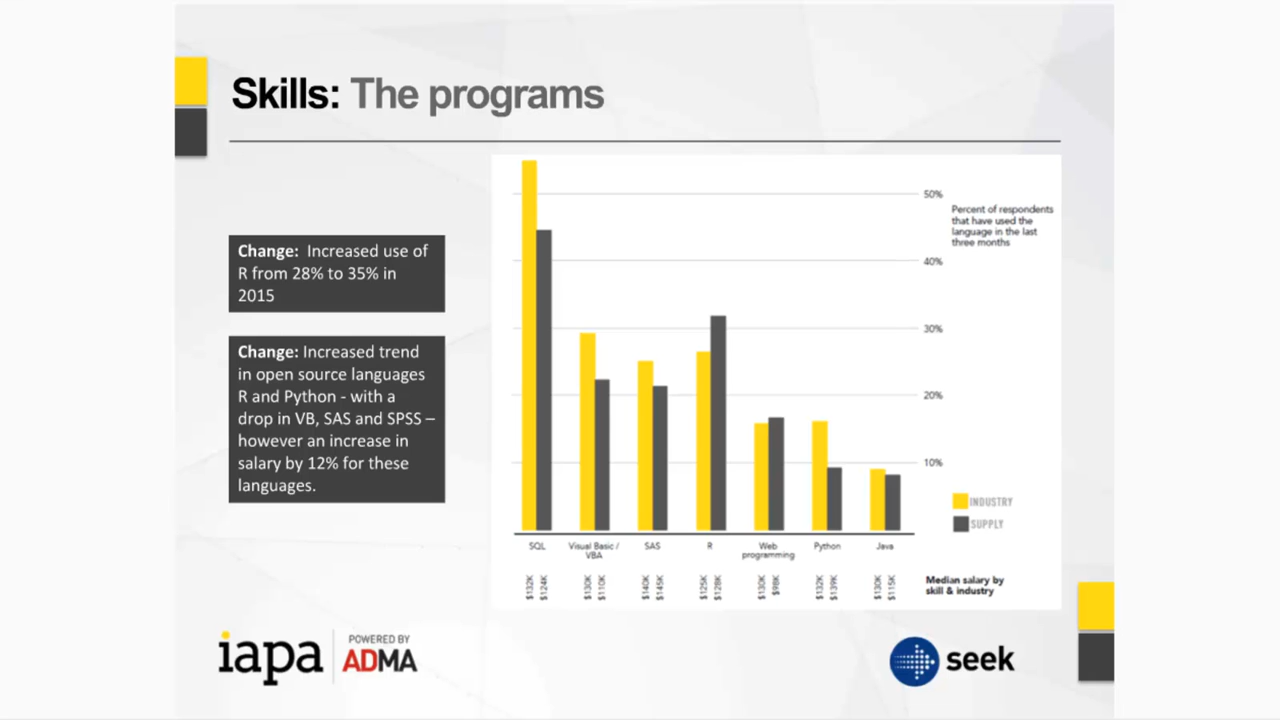 Skills: The programs
Change:  Increased use of
R from 28% to 35% in
2015
Change: Increased trend
in open source languages
R and Python - with a
drop in VB, SAS and SPSS –
however an increase in
salary by 12% for these
languages.
50%
Percent of respondents
that have used the
language in the last
three months
40%
30%
20%
10%
INDUSTRY
SUPPLY
SQL
Visual Basic /
VBA
SAS
R
Web
programming
Python
Java
$132K
$124K
$130K
$110K
$140K
$145K
$125K
$128K
$130K
$98K
$132K
$139K
$130K
$115K
Median salary by
skill & industry
iapa
POWERED BY
ADMA
seek